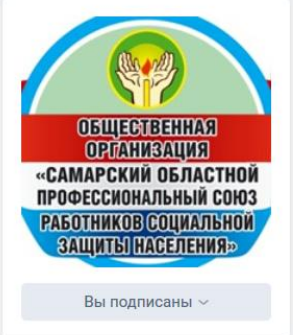 ОБЩЕСТВЕННАЯ
ОРГАНИЗАЦИЯ
«САМАРСКИЙ ОБЛАСТНОЙ
ПРОФЕССИОНАЛЬНЫЙ СОЮЗ
РАБОТНИКОВ СОЦИАЛЬНОЙ
ЗАЩИТЫ НАСЕЛЕНИЯ»
Вы подписаны